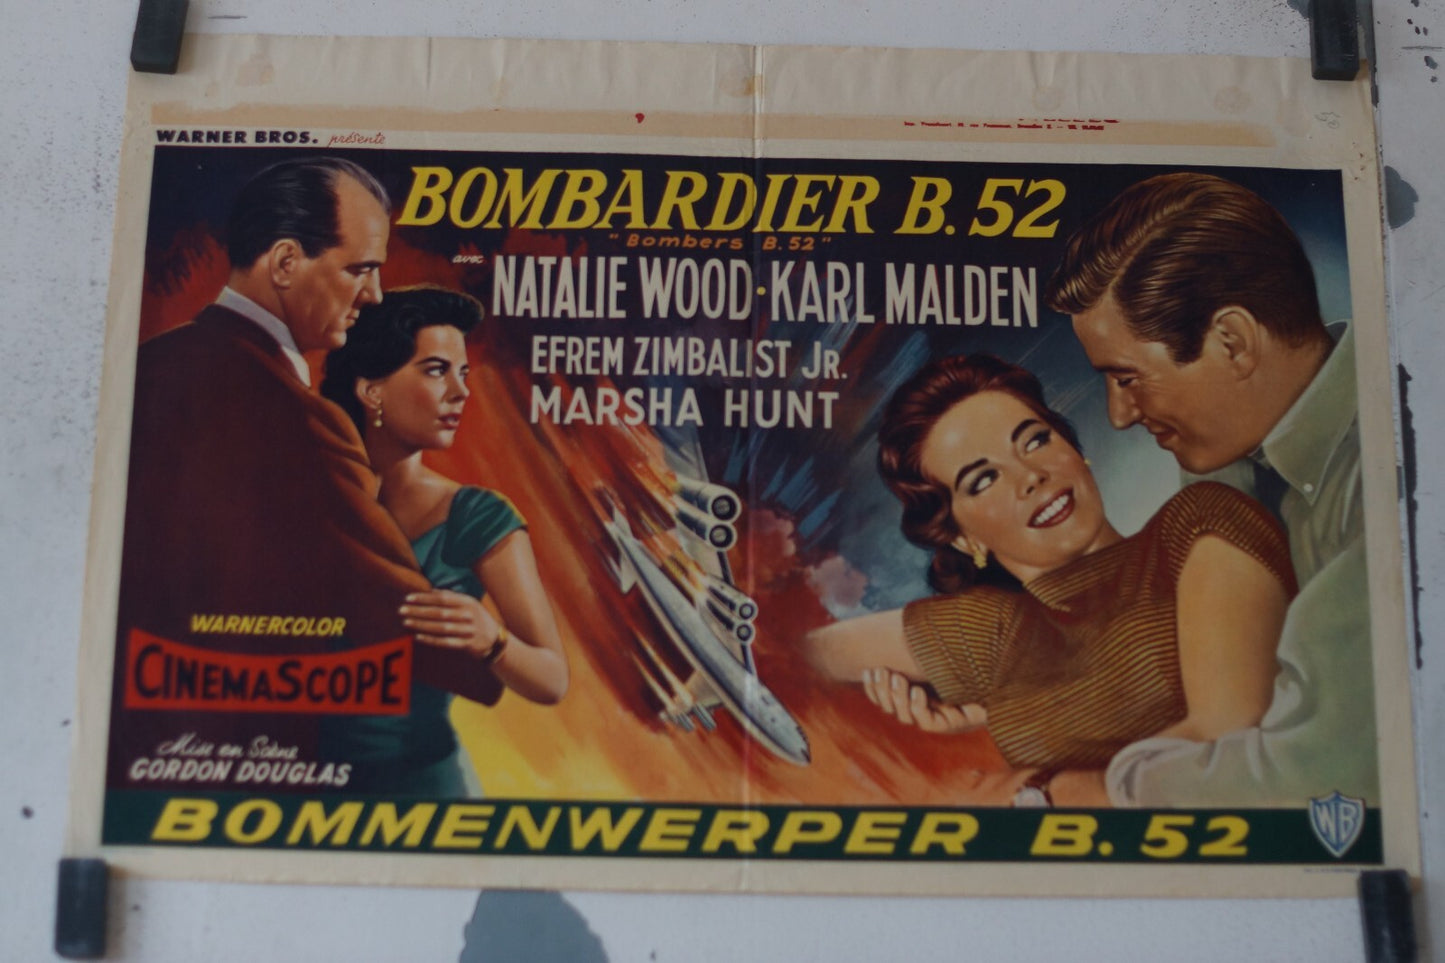 WARNER BROS. présente
BOMBARDIER B. 52
"Bombers B. 52"
avec
NATALIE WOOD · KARL MALDEN
EFREM ZIMBALIST JR.
MARSHA HUNT
WARNERCOLOR
CINEMASCOPE
Mise en Scène
GORDON DOUGLAS
BOMMENWERPER B. 52
WB